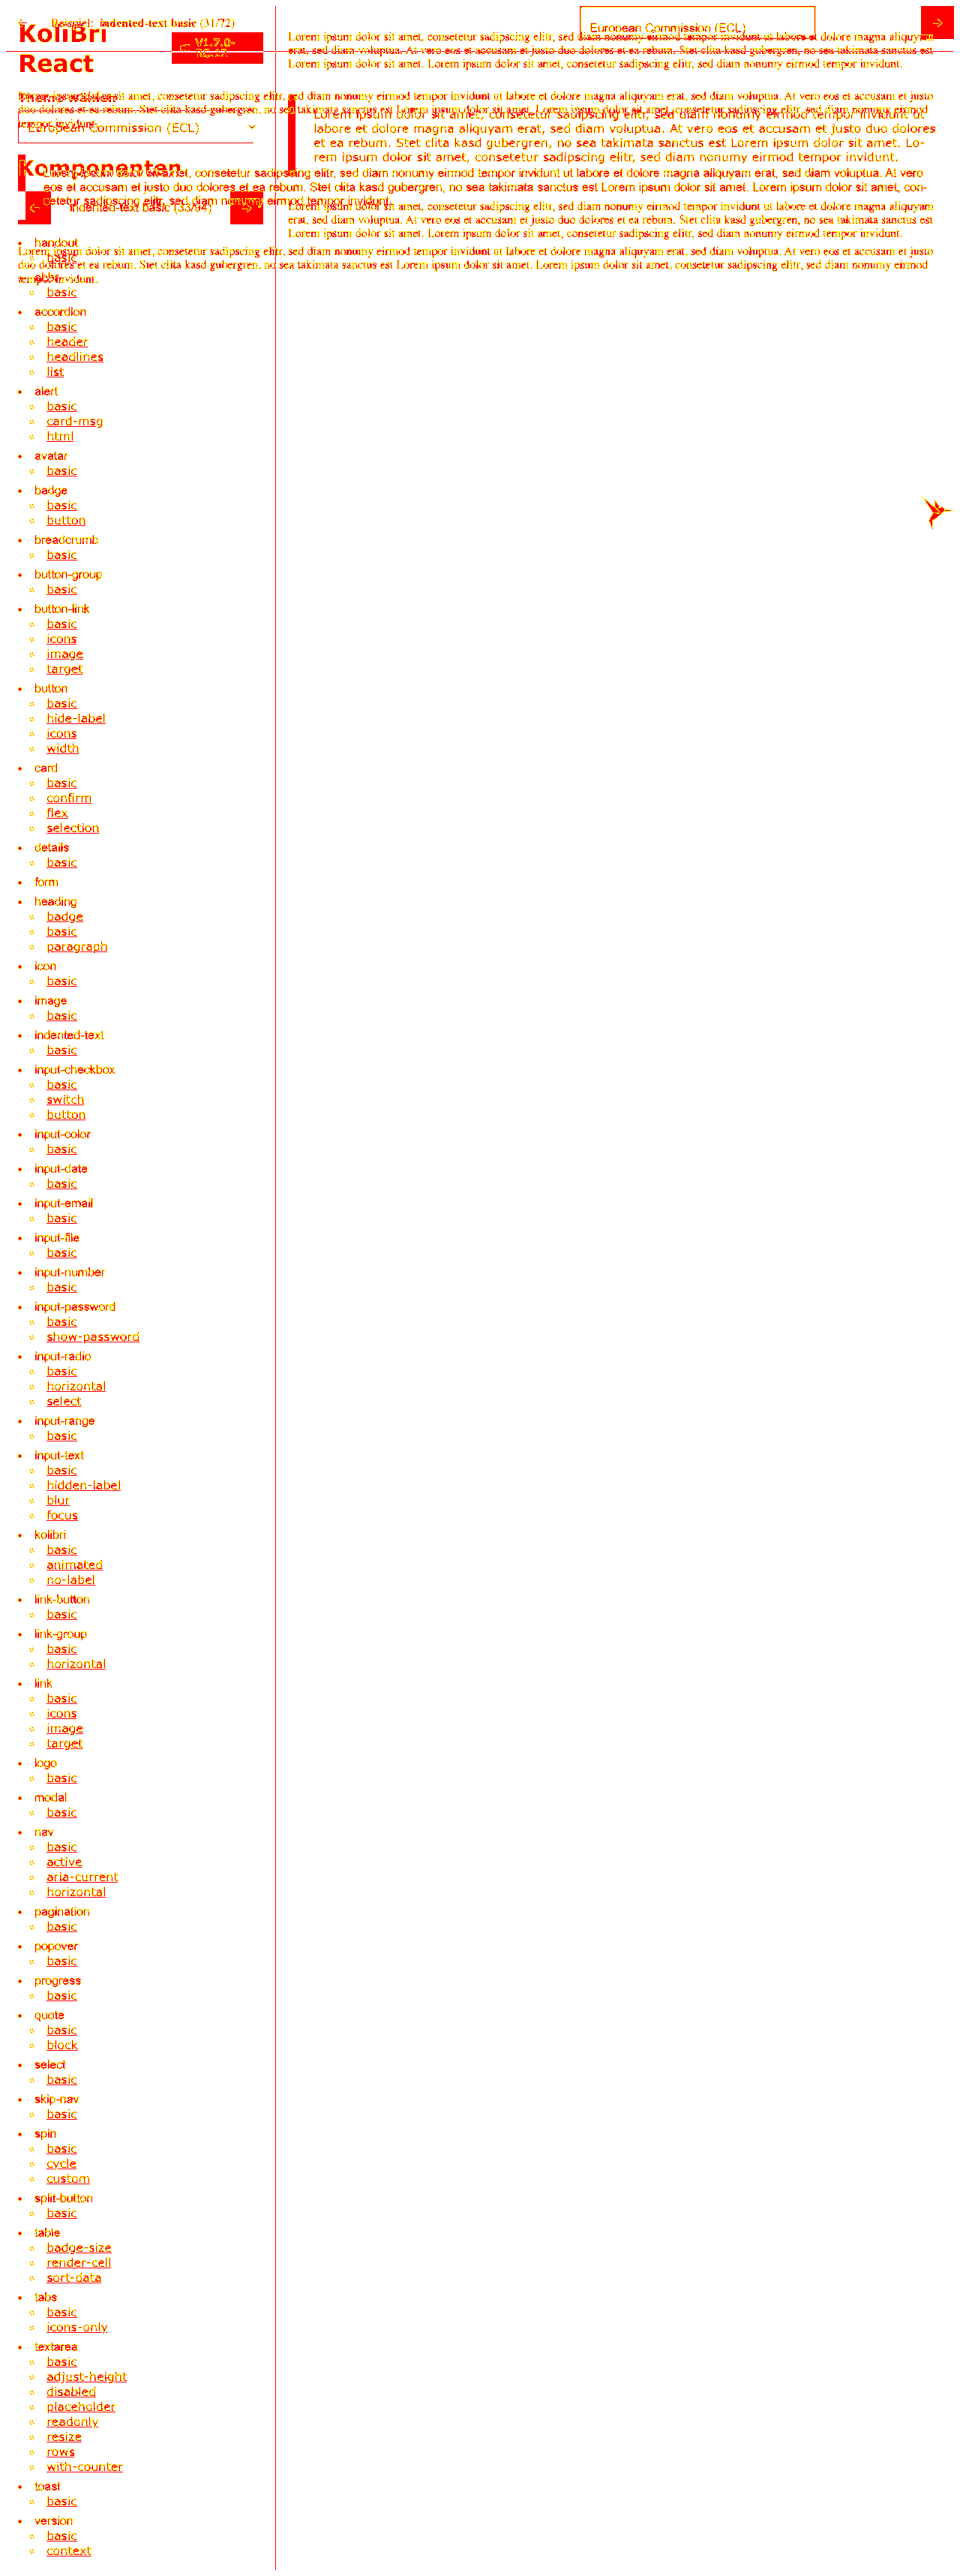 Beispiel: indented-text basic (31/72)
KoliBri
React
European Commission (ECL)
Lorem ipsum dolor sit amet, consetetur sadipscing elitr, sed diam nonumy eirmod tempor invidunt ut labore et dolore magna aliquyam
erat, sed diam voluptua. At vero eos et accusam et justo duo dolores et ea rebum. Stet clita kasd gubergren, no sea takimata sanctus est
Lorem ipsum dolor sit amet. Lorem ipsum dolor sit amet, consetetur sadipscing elitr, sed diam nonumy eirmod tempor invidunt.
Lorem ipsum dolor sit amet, consetetur sadipscing elitr, sed diam nonumy eirmod tempor invidunt ut labore et dolore magna aliquyam erat, sed diam voluptua. At vero eos et accusam et justo
duo dolores et ea rebum. Stet clita kasd gubergren, no sea takimata sanctus est Lorem ipsum dolor sit amet. Lorem ipsum dolor sit amet, consetetur sadipscing elitr, sed diam nonumy eirmod
tempor invidunt.
European Commission (ECL)
Lorem ipsum dolor sit amet, consetetur sadipscing elitr, sed diam nonumy eirmod tempor invidunt ut
labore et dolore magna aliquyam erat, sed diam voluptua. At vero eos et accusam et justo duo dolores
et ea rebum. Stet clita kasd gubergren, no sea takimata sanctus est Lorem ipsum dolor sit amet. Lo-
rem ipsum dolor sit amet, consetetur sadipscing elitr, sed diam nonumy eirmod tempor invidunt.
Komponenten
Lorem ipsum dolor sit amet, consetetur sadipscing elitr, sed diam nonumy eirmod tempor invidunt ut labore et dolore magna aliquyam erat, sed diam voluptua. At vero
eos et accusam et justo duo dolores et ea rebum. Stet clita kasd gubergren, no sea takimata sanctus est Lorem ipsum dolor sit amet. Lorem ipsum dolor sit amet, con-
setetur sadipscing elitr, sed diam nonumy eirmod tempor invidunt.
indented-text basic (33/94)
Lorem ipsum dolor sit amet, consetetur sadipscing elitr, sed diam nonumy eirmod tempor invidunt ut labore et dolore magna aliquyam
erat, sed diam voluptua. At vero eos et accusam et justo duo dolores et ea rebum. Stet clita kasd gubergren, no sea takimata sanctus est
Lorem ipsum dolor sit amet. Lorem ipsum dolor sit amet, consetetur sadipscing elitr, sed diam nonumy eirmod tempor invidunt.
Lorem ipsum dolor sit amet, consetetur sadipscing elitr, sed diam nonumy eirmod tempor invidunt ut labore et dolore magna aliquyam erat, sed diam voluptua. At vero eos et accusam et justo
duo dolores et ea rebum. Stet clita kasd gubergren, no sea takimata sanctus est Lorem ipsum dolor sit amet. Lorem ipsum dolor sit amet, consetetur sadipscing elitr, sed diam nonumy eirmod
tempor invidunt.
handout
basic
abbr
basic
accordion
basic
header
headlines
list
alert
basic
card-msg
html
avatar
basic
badge
basic
button
breadcrumb
basic
button-group
basic
button-link
basic
icons
image
target
button
basic
hide-label
icons
width
card
basic
confirm
flex
selection
details
basic
form
heading
badge
basic
paragraph
icon
basic
image
basic
indented-text
basic
input-checkbox
basic
switch
button
input-color
basic
input-date
basic
input-email
basic
input-file
basic
input-number
basic
input-password
basic
show-password
input-radio
basic
horizontal
select
input-range
basic
input-text
basic
hidden-label
blur
focus
kolibri
basic
animated
no-label
link-button
basic
link-group
basic
horizontal
link
basic
icons
image
target
logo
basic
modal
basic
nav
basic
active
aria-current
horizontal
pagination
basic
popover
basic
progress
basic
quote
basic
block
select
basic
skip-nav
basic
spin
basic
cycle
custom
split-button
basic
table
badge-size
render-cell
sort-data
tabs
basic
icons-only
textarea
basic
adjust-height
disabled
placeholder
readonly
resize
rows
with-counter
toast
basic
version
basic
context